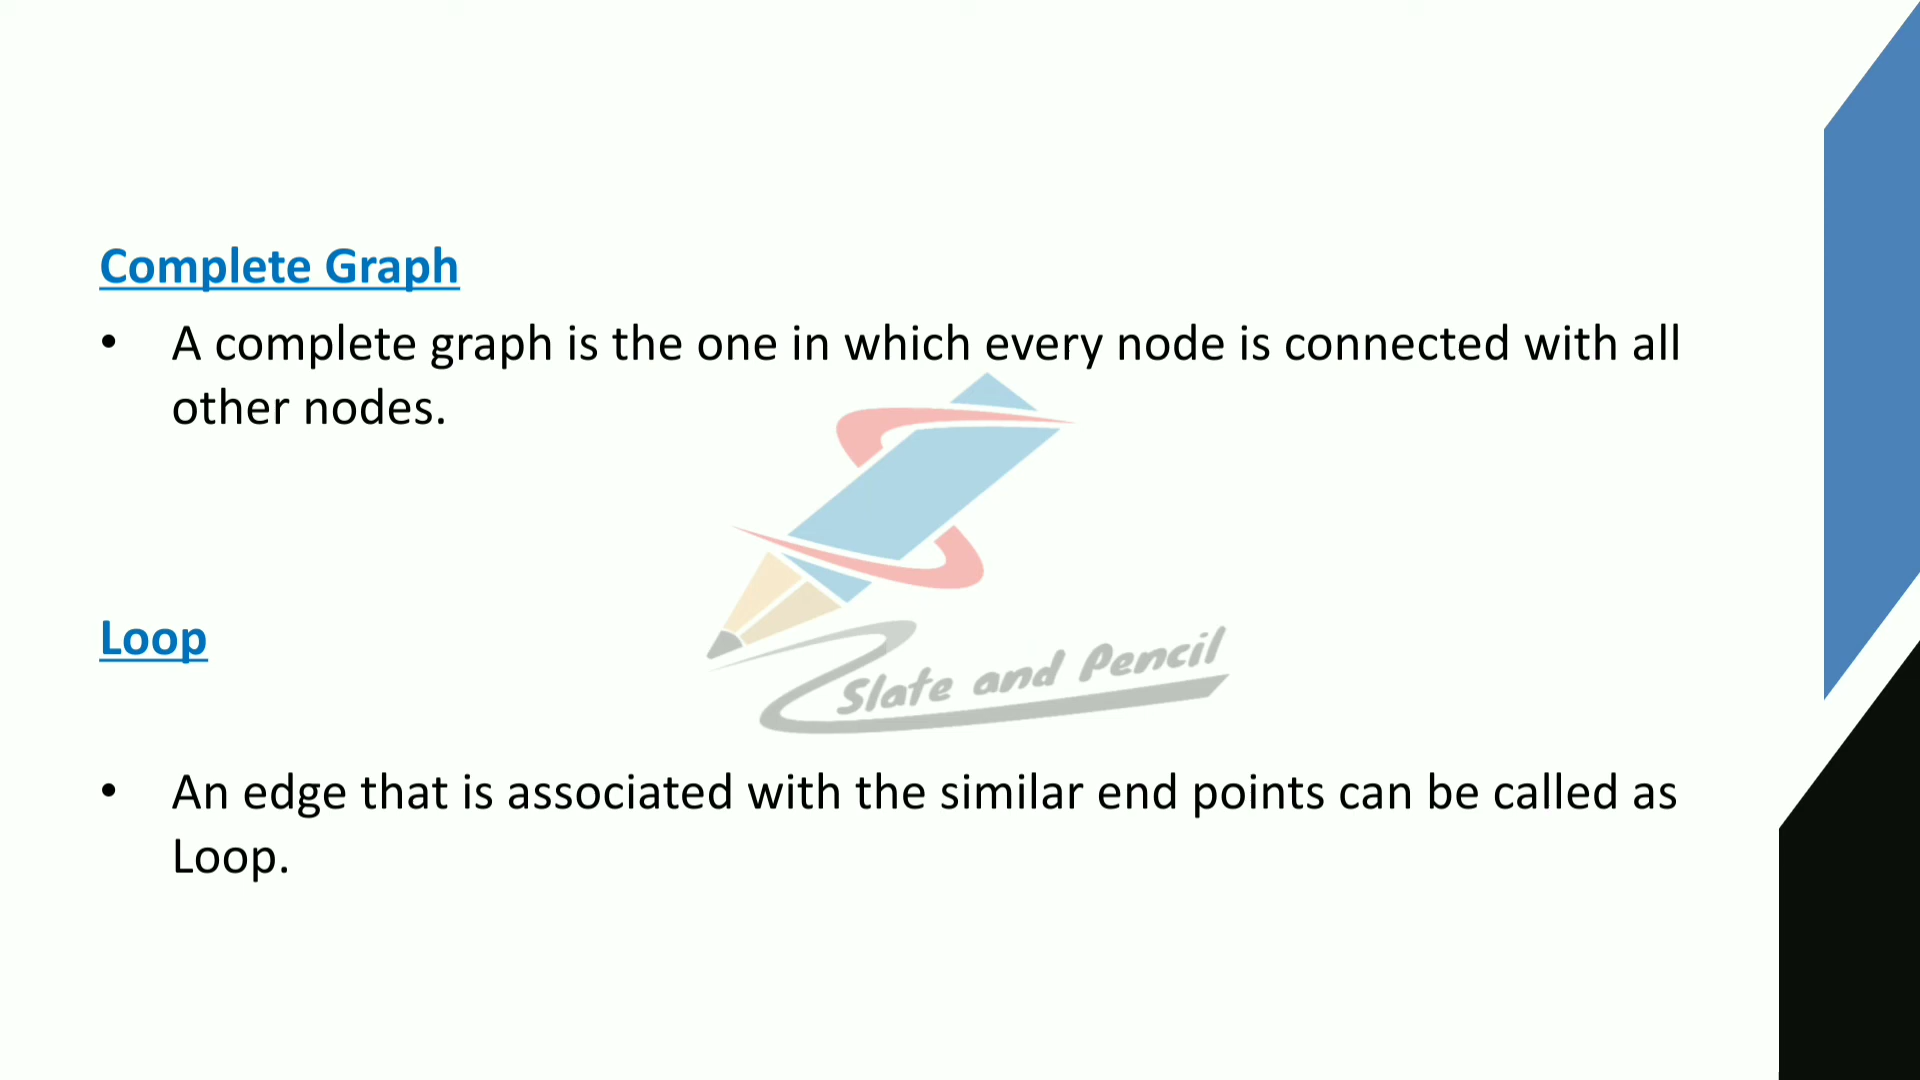 Complete Graph
• A complete graph is the one in which every node is connected with all
other nodes.
Loop
Slate and Pencil
• An edge that is associated with the similar end points can be called as
Loop.